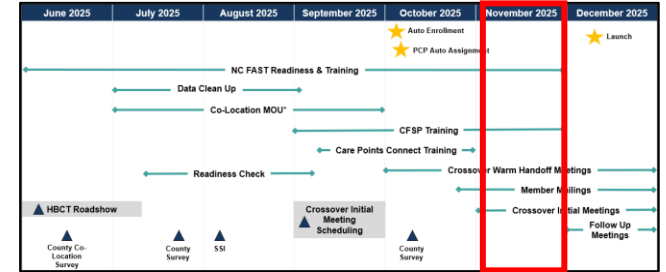 June 2025 July 2025 August 2025 September 2025 October 2025 November 2025 December 2025
Auto Enrollment
Launch
PCP Auto Assignment
NC FAST Readiness & Training
Data Clean Up
Co-Location MOU*
CFSP Training
Care Points Connect Training
Crossover Warm Handoff Meetings
Readiness Check
Member Mailings
HBCT Roadshow
Crossover Initial
Meeting
Scheduling
Crossover Initial Meetings
Follow Up
Meetings
County Co-
Location
Survey
County
Survey
SSI
County
Survey